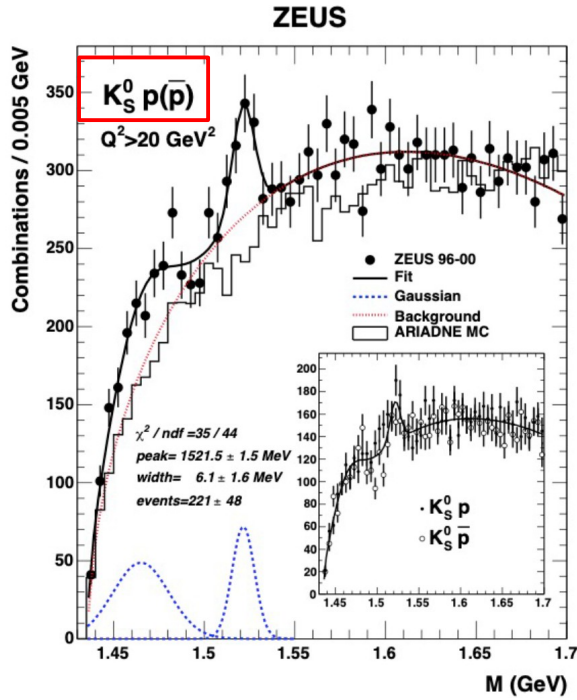 ZEUS
Combinations / 0.005 GeV
350
300
250
200
150
100
50
0
K⁰_S p(p̅)
Q²>20 GeV²
● ZEUS 96-00
Fit
Gaussian
Background
ARIADNE MC
χ² / ndf =35 / 44
peak= 1521.5 ± 1.5 MeV
width= 6.1 ± 1.6 MeV
events=221 ± 48
200
180
160
140
120
100
80
60
40
20
0
• K⁰_S p
○ K⁰_S p̅
1.45 1.5 1.55 1.6 1.65 1.7
1.45 1.5 1.55 1.6 1.65 1.7
M (GeV)